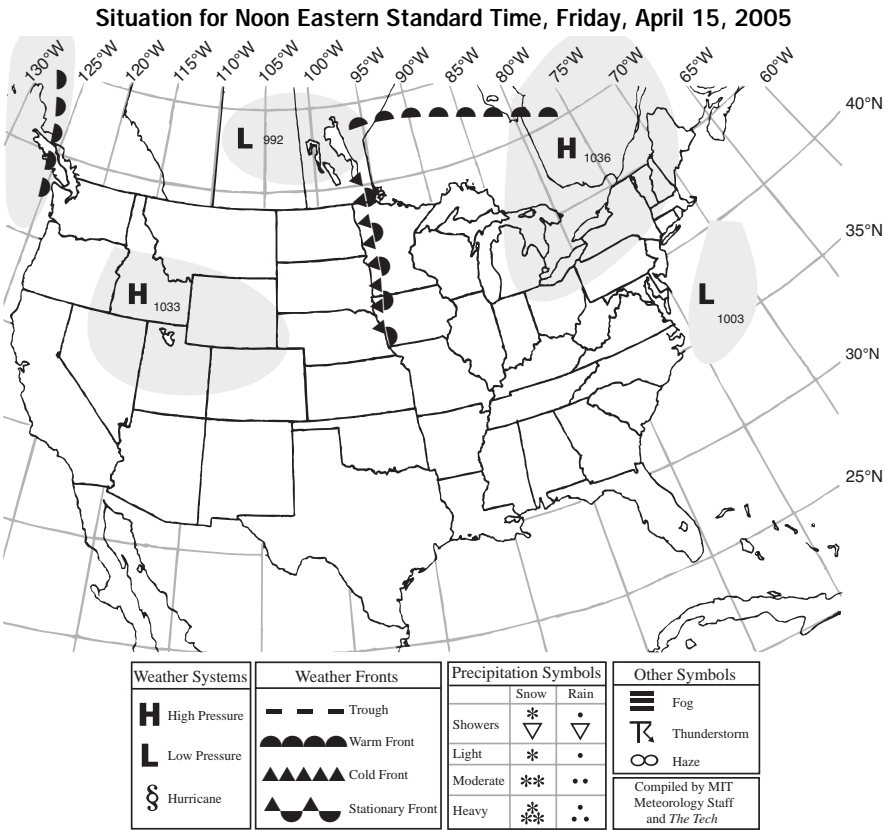 Situation for Noon Eastern Standard Time, Friday, April 15, 2005
130°W 125°W 120°W 115°W 110°W 105°W 100°W 95°W 90°W 85°W 80°W 75°W 70°W 65°W 60°W
40°N
L 992
H 1036
35°N
H 1033
L 1003
30°N
25°N
Weather Systems
H High Pressure
L Low Pressure
§ Hurricane
Weather Fronts
Trough
Warm Front
Cold Front
Stationary Front
Precipitation Symbols
Snow Rain
Showers
Light
Moderate
Heavy
Other Symbols
Fog
Thunderstorm
Haze
Compiled by MIT
Meteorology Staff
and The Tech